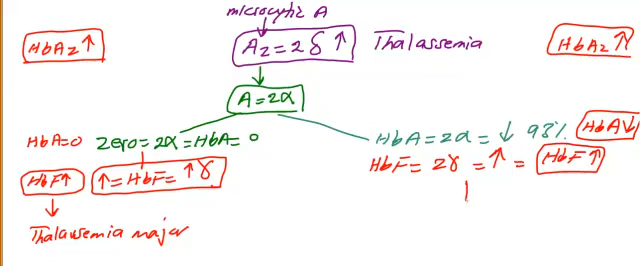 microcytic A
HbA2 ↑
A2 = 2δ ↑
Thalassemia
HbA2 ↑
A = 2α
HbA=0 Zero = 2α = HbA = 0
HbA = 2α = ↓ 98% HbA↓
HbF↑ ↑ = HbF = ↑γ
HbF = 2γ = ↑ = HbF ↑
Thalassemia major